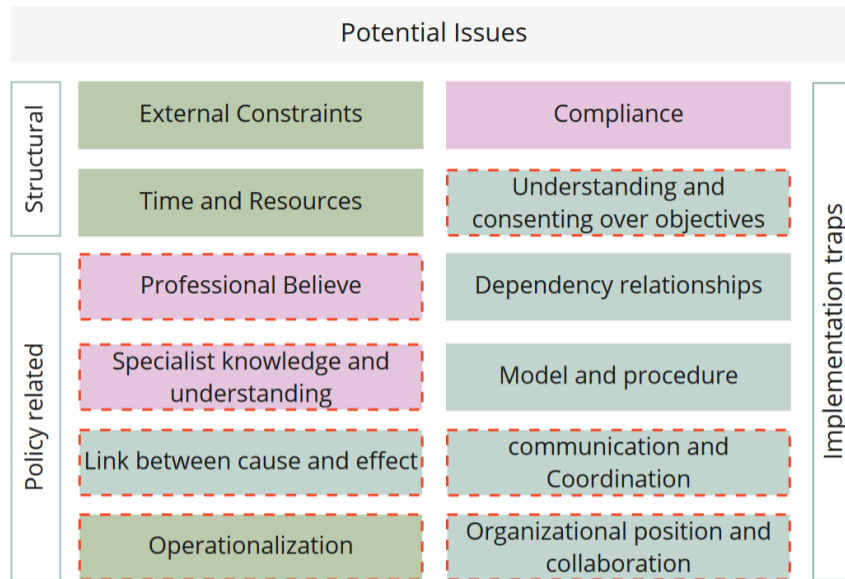 Potential Issues
Structural
External Constraints
Compliance
Time and Resources
Understanding and
consenting over objectives
Policy related
Professional Believe
Dependency relationships
Specialist knowledge and
understanding
Model and procedure
Link between cause and effect
communication and
Coordination
Operationalization
Organizational position and
collaboration
Implementation traps